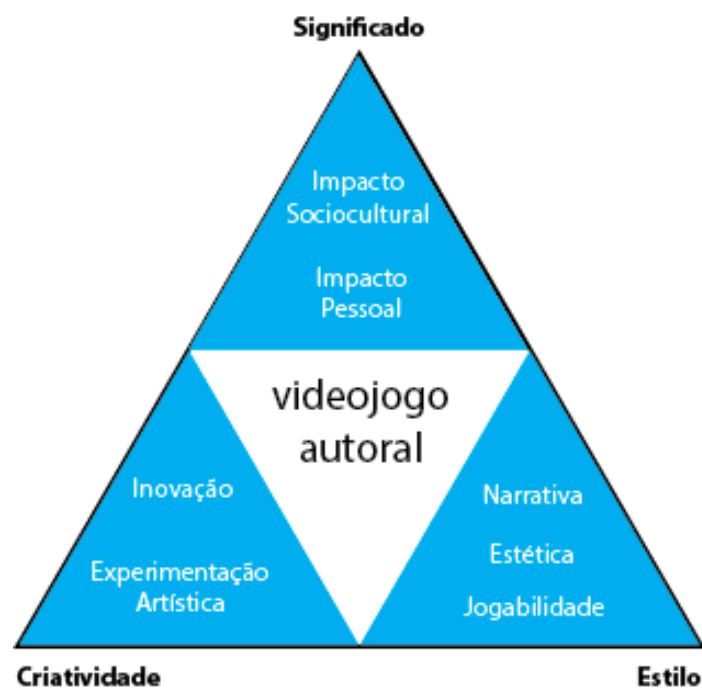 Significado
Impacto
Sociocultural
Impacto
Pessoal
videojogo
autoral
Inovação
Experimentação
Artística
Narrativa
Estética
Jogabilidade
Criatividade
Estilo